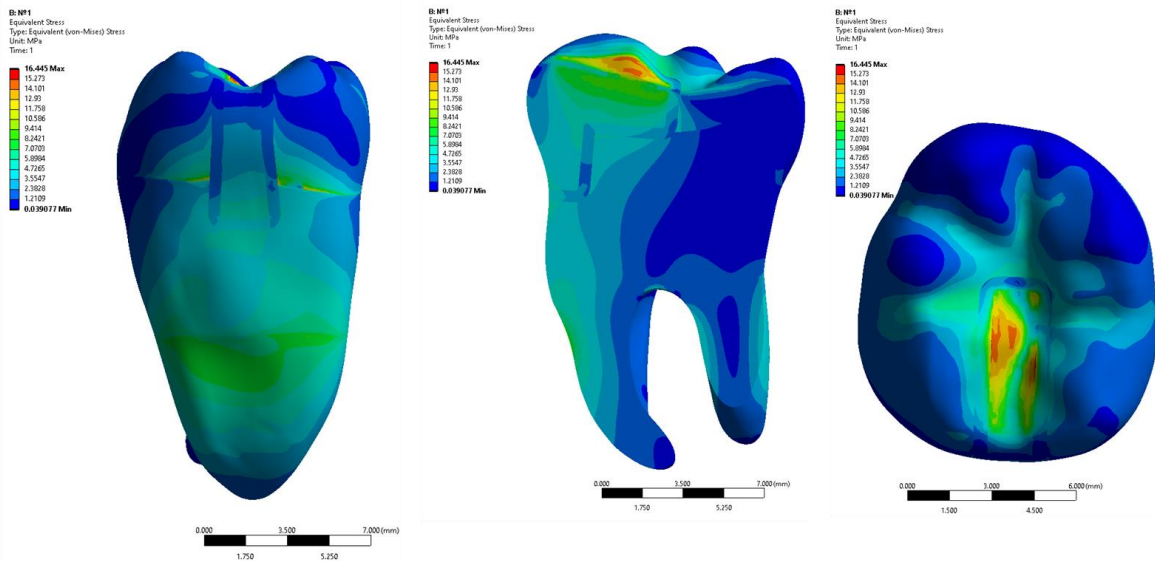 B: №1
Equivalent Stress
Type: Equivalent (von-Mises) Stress
Unit: MPa
Time: 1
16.445 Max
15.273
14.101
12.93
11.758
10.586
9.414
8.2421
7.0703
5.8984
4.7265
3.5547
2.3828
1.2109
0.039077 Min
0.000 3.500 7.000 (mm)
1.750 5.250
B: №1
Equivalent Stress
Type: Equivalent (von-Mises) Stress
Unit: MPa
Time: 1
16.445 Max
15.273
14.101
12.93
11.758
10.586
9.414
8.2421
7.0703
5.8984
4.7265
3.5547
2.3828
1.2109
0.039077 Min
0.000 3.500 7.000 (mm)
1.750 5.250
B: №1
Equivalent Stress
Type: Equivalent (von-Mises) Stress
Unit: MPa
Time: 1
16.445 Max
15.273
14.101
12.93
11.758
10.586
9.414
8.2421
7.0703
5.8984
4.7265
3.5547
2.3828
1.2109
0.039077 Min
0.000 3.000 6.000 (mm)
1.500 4.500